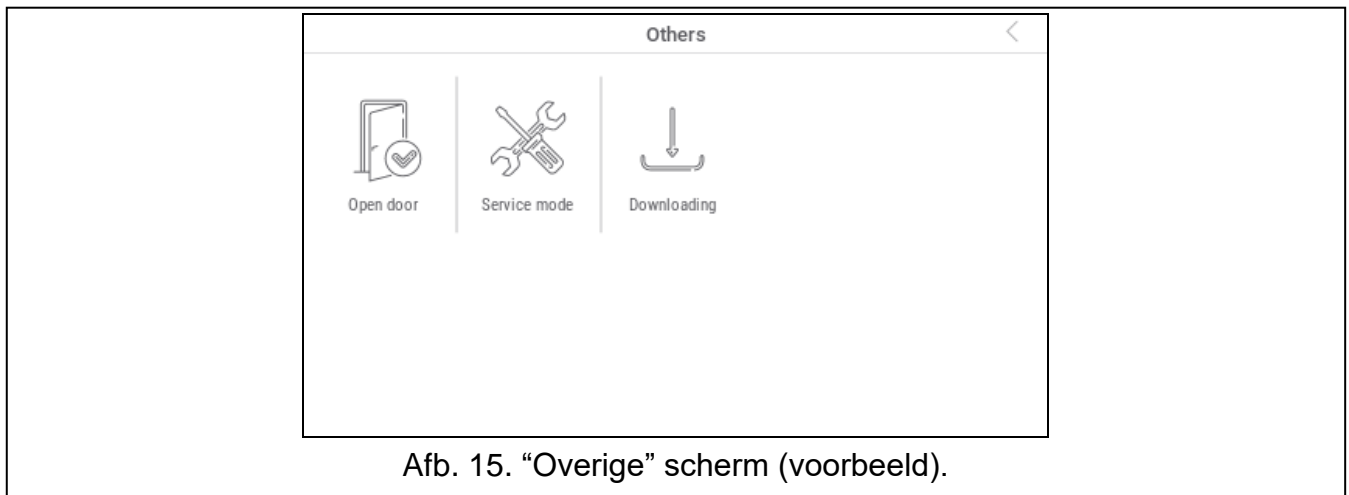 Others
Open door
Service mode
Downloading
Afb. 15. “Overige” scherm (voorbeeld).